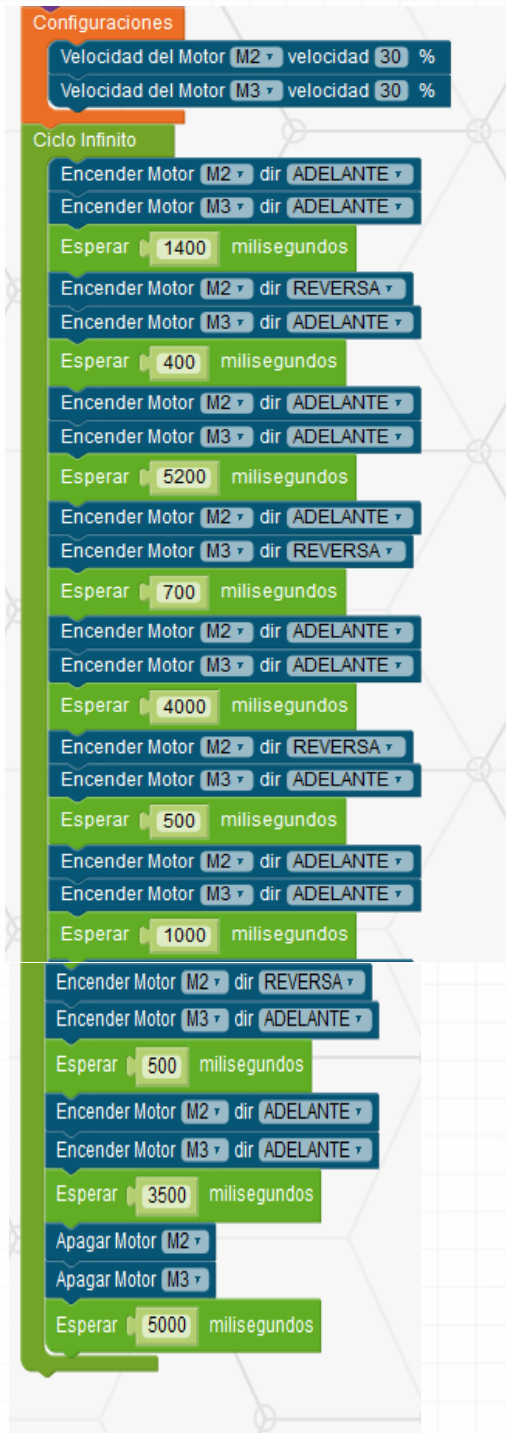 Configuraciones
Velocidad del Motor M2 velocidad 30 %
Velocidad del Motor M3 velocidad 30 %
Ciclo Infinito
Encender Motor M2 dir ADELANTE
Encender Motor M3 dir ADELANTE
Esperar 1400 milisegundos
Encender Motor M2 dir REVERSA
Encender Motor M3 dir ADELANTE
Esperar 400 milisegundos
Encender Motor M2 dir ADELANTE
Encender Motor M3 dir ADELANTE
Esperar 5200 milisegundos
Encender Motor M2 dir ADELANTE
Encender Motor M3 dir REVERSA
Esperar 700 milisegundos
Encender Motor M2 dir ADELANTE
Encender Motor M3 dir ADELANTE
Esperar 4000 milisegundos
Encender Motor M2 dir REVERSA
Encender Motor M3 dir ADELANTE
Esperar 500 milisegundos
Encender Motor M2 dir ADELANTE
Encender Motor M3 dir ADELANTE
Esperar 1000 milisegundos
Encender Motor M2 dir REVERSA
Encender Motor M3 dir ADELANTE
Esperar 500 milisegundos
Encender Motor M2 dir ADELANTE
Encender Motor M3 dir ADELANTE
Esperar 3500 milisegundos
Apagar Motor M2
Apagar Motor M3
Esperar 5000 milisegundos